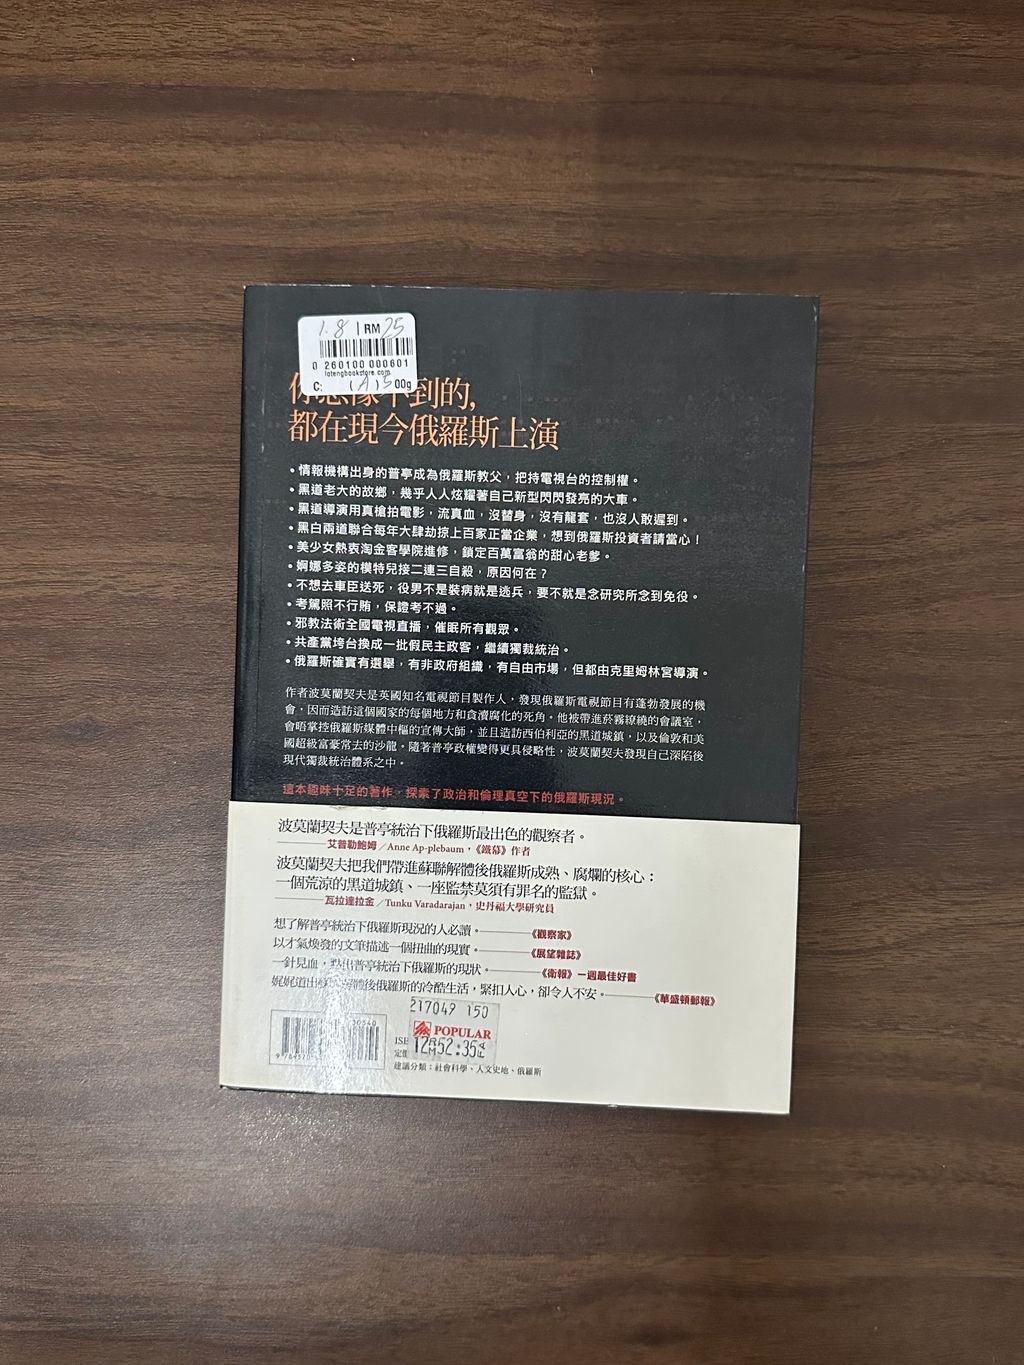 1.8 | RM 25
0 260100 000601
latengbookstore.com
C: (A) 5 00g
到的,
都在現今俄羅斯上演
• 情報機構出身的普亭成為俄羅斯教父，把持電視台的控制權。
• 黑道老大的故鄉，幾乎人人炫耀著自己新型閃閃發亮的大車。
• 黑道導演用真槍拍電影，流真血，沒替身，沒有龍套，也沒人敢遲到。
• 黑白兩道聯合每年大肆劫掠上百家正當企業，想到俄羅斯投資者請當心！
• 美少女熱衷淘金客學院進修，鎖定百萬富翁的甜心老爹。
• 婀娜多姿的模特兒接二連三自殺，原因何在？
• 不想去車臣送死，役男不是裝病就是逃兵，要不就是念研究所念到免役。
• 考駕照不行賄，保證考不過。
• 邪教法術全國電視直播，催眠所有觀眾。
• 共產黨垮台換成一批假民主政客，繼續獨裁統治。
• 俄羅斯確實有選舉，有非政府組織，有自由市場，但都由克里姆林宮導演。
作者波莫蘭契夫是英國知名電視節目製作人，發現俄羅斯電視節目有蓬勃發展的機
會，因而造訪這個國家的每個地方和貪瀆腐化的死角。他被帶進菸霧繚繞的會議室，
會晤掌控俄羅斯媒體中樞的宣傳大師，並且造訪西伯利亞的黑道城鎮，以及倫敦和美
國超級富豪常去的沙龍。隨著普亭政權變得更具侵略性，波莫蘭契夫發現自己深陷後
現代獨裁統治體系之中。
這本趣味十足的著作，探索了政治和倫理真空下的俄羅斯現況。
波莫蘭契夫是普亭統治下俄羅斯最出色的觀察者。
——艾普勒鮑姆／Anne Ap-plebaum，《鐵幕》作者
波莫蘭契夫把我們帶進蘇聯解體後俄羅斯成熟、腐爛的核心：
一個荒涼的黑道城鎮、一座監禁莫須有罪名的監獄。
——瓦拉達拉金／Tunku Varadarajan，史丹福大學研究員
想了解普亭統治下俄羅斯現況的人必讀。——《觀察家》
以才氣煥發的文筆描述一個扭曲的現實。——《展望雜誌》
一針見血，點出普亭統治下俄羅斯的現狀。——《衛報》一週最佳好書
娓娓道出後俄羅斯的冷酷生活，緊扣人心，卻令人不安。——《華盛頓郵報》
217049 150
POPULAR
RM52.35
建議分類：社會科學、人文史地、俄羅斯